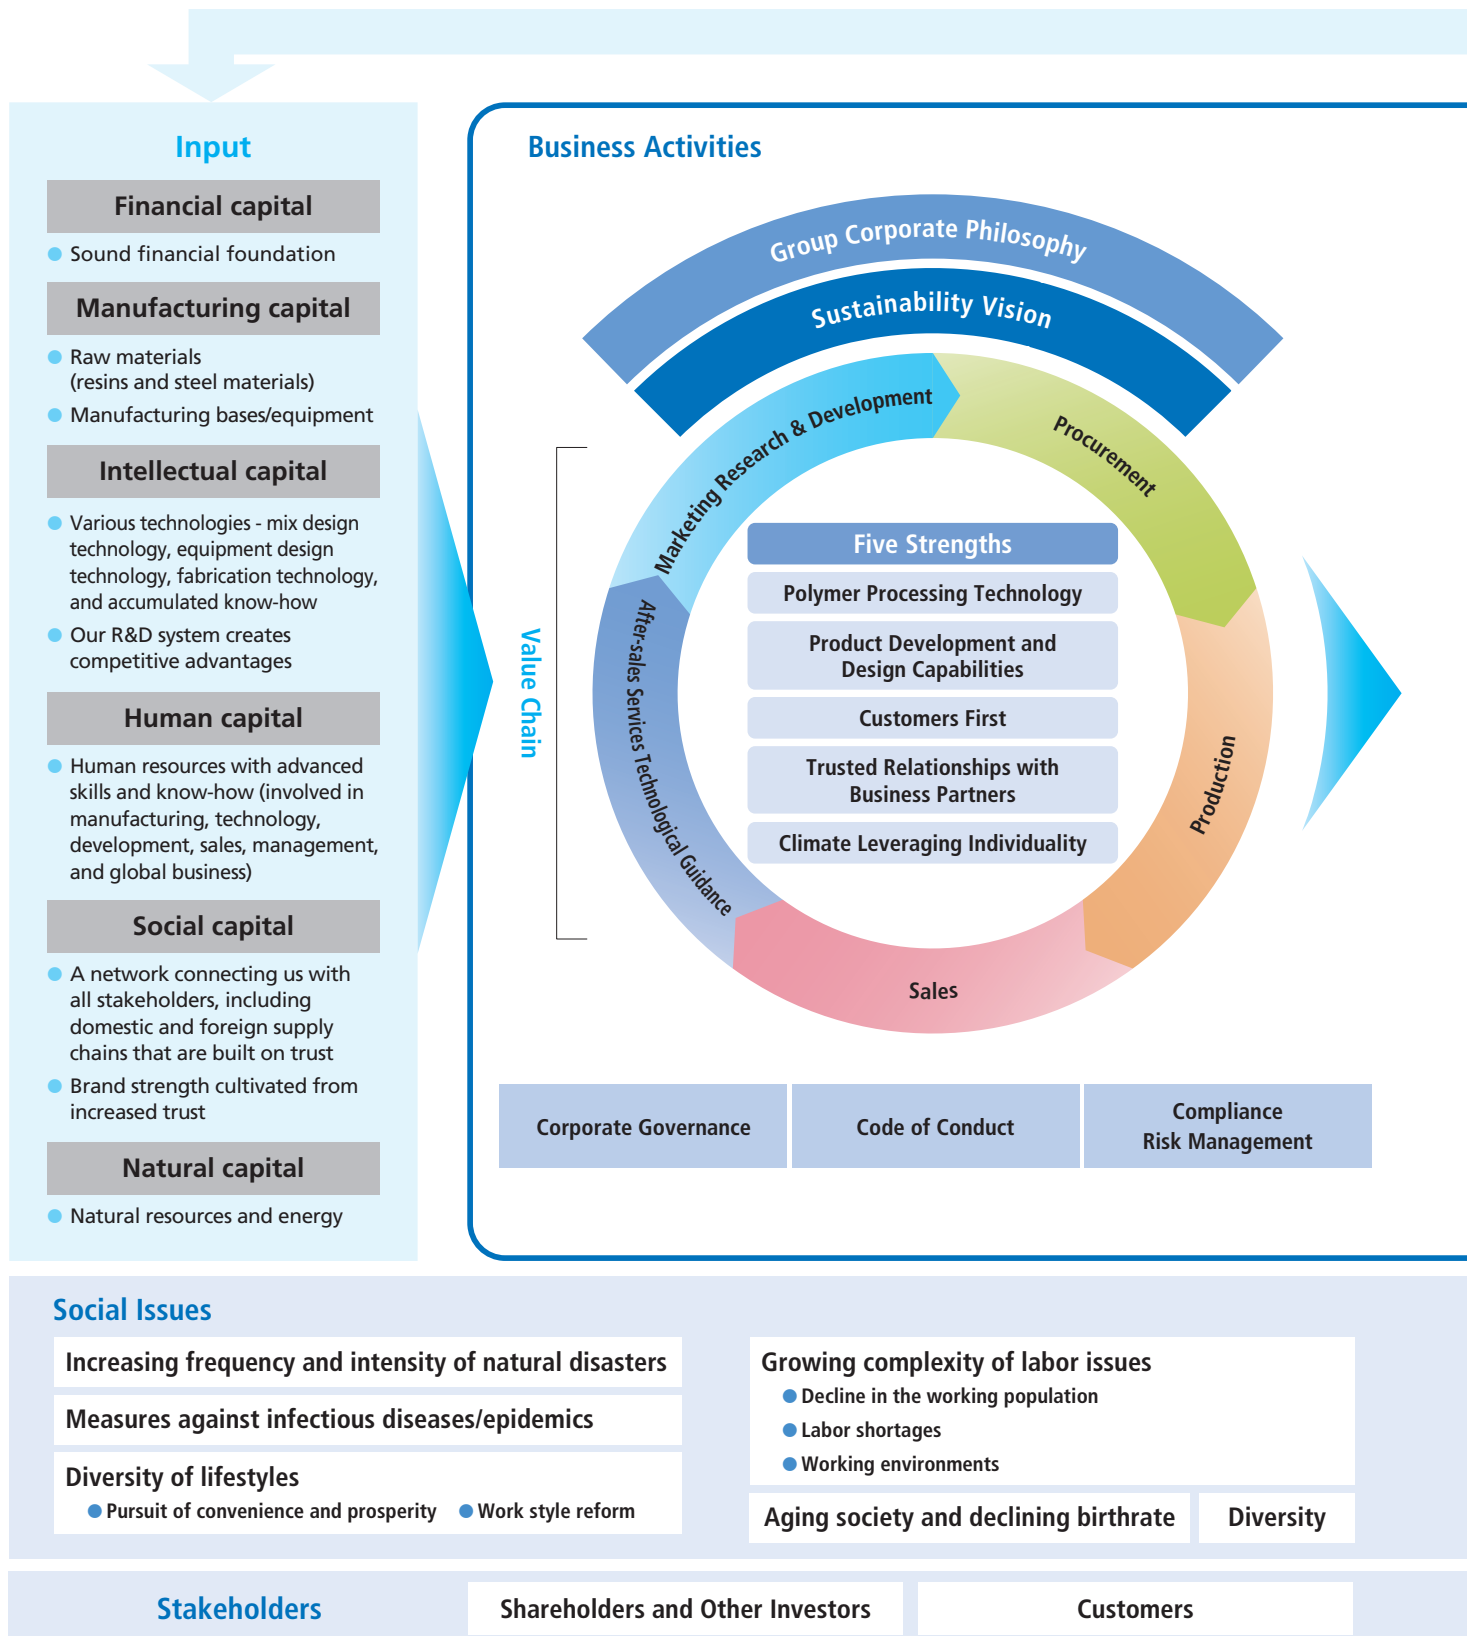 Input
Financial capital
● Sound financial foundation
Manufacturing capital
● Raw materials
(resins and steel materials)
● Manufacturing bases/equipment
Intellectual capital
● Various technologies - mix design
technology, equipment design
technology, fabrication technology,
and accumulated know-how
● Our R&D system creates
competitive advantages
Human capital
● Human resources with advanced
skills and know-how (involved in
manufacturing, technology,
development, sales, management,
and global business)
Social capital
● A network connecting us with
all stakeholders, including
domestic and foreign supply
chains that are built on trust
● Brand strength cultivated from
increased trust
Natural capital
● Natural resources and energy
Business Activities
Group Corporate Philosophy
Sustainability Vision
Value Chain
Marketing Research & Development
Procurement
Production
Sales
After-sales Services Technological Guidance
Five Strengths
Polymer Processing Technology
Product Development and
Design Capabilities
Customers First
Trusted Relationships with
Business Partners
Climate Leveraging Individuality
Corporate Governance
Code of Conduct
Compliance
Risk Management
Social Issues
Increasing frequency and intensity of natural disasters
Measures against infectious diseases/epidemics
Diversity of lifestyles
● Pursuit of convenience and prosperity ● Work style reform
Growing complexity of labor issues
● Decline in the working population
● Labor shortages
● Working environments
Aging society and declining birthrate
Diversity
Stakeholders
Shareholders and Other Investors
Customers